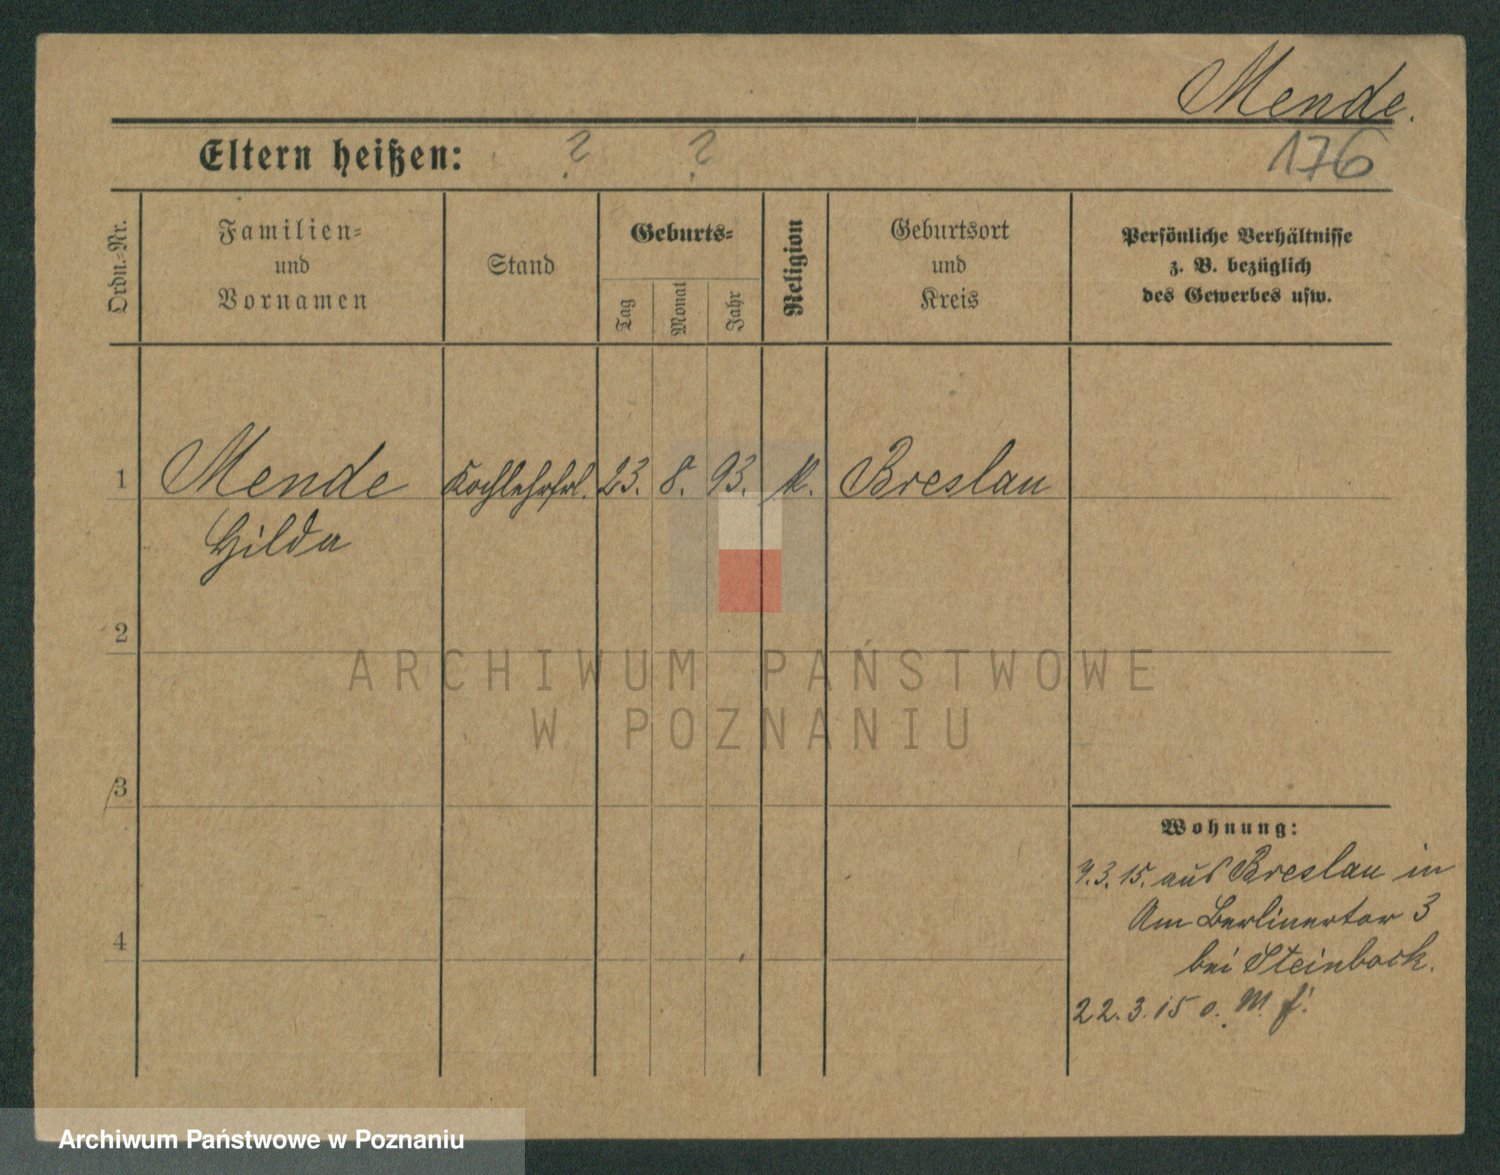 Mende.
Eltern heißen: ? ?
176
Ordn.-Nr.
Familien-
und
Vornamen
Stand
Geburts-
Tag
Monat
Jahr
Religion
Geburtsort
und
Kreis
Persönliche Verhältnisse
z. B. bezüglich
des Gewerbes usw.
1 Mende Kochlehrfrl. 23. 8. 93. Breslau
Hilda
2
ARCHIWUM PAŃSTWOWE
W POZNANIU
3
Wohnung:
9.3.15. aus Breslau in
Am Berlinertor 3
4
bei Steinbock.
22.3.15 o. M.
Archiwum Państwowe w Poznaniu